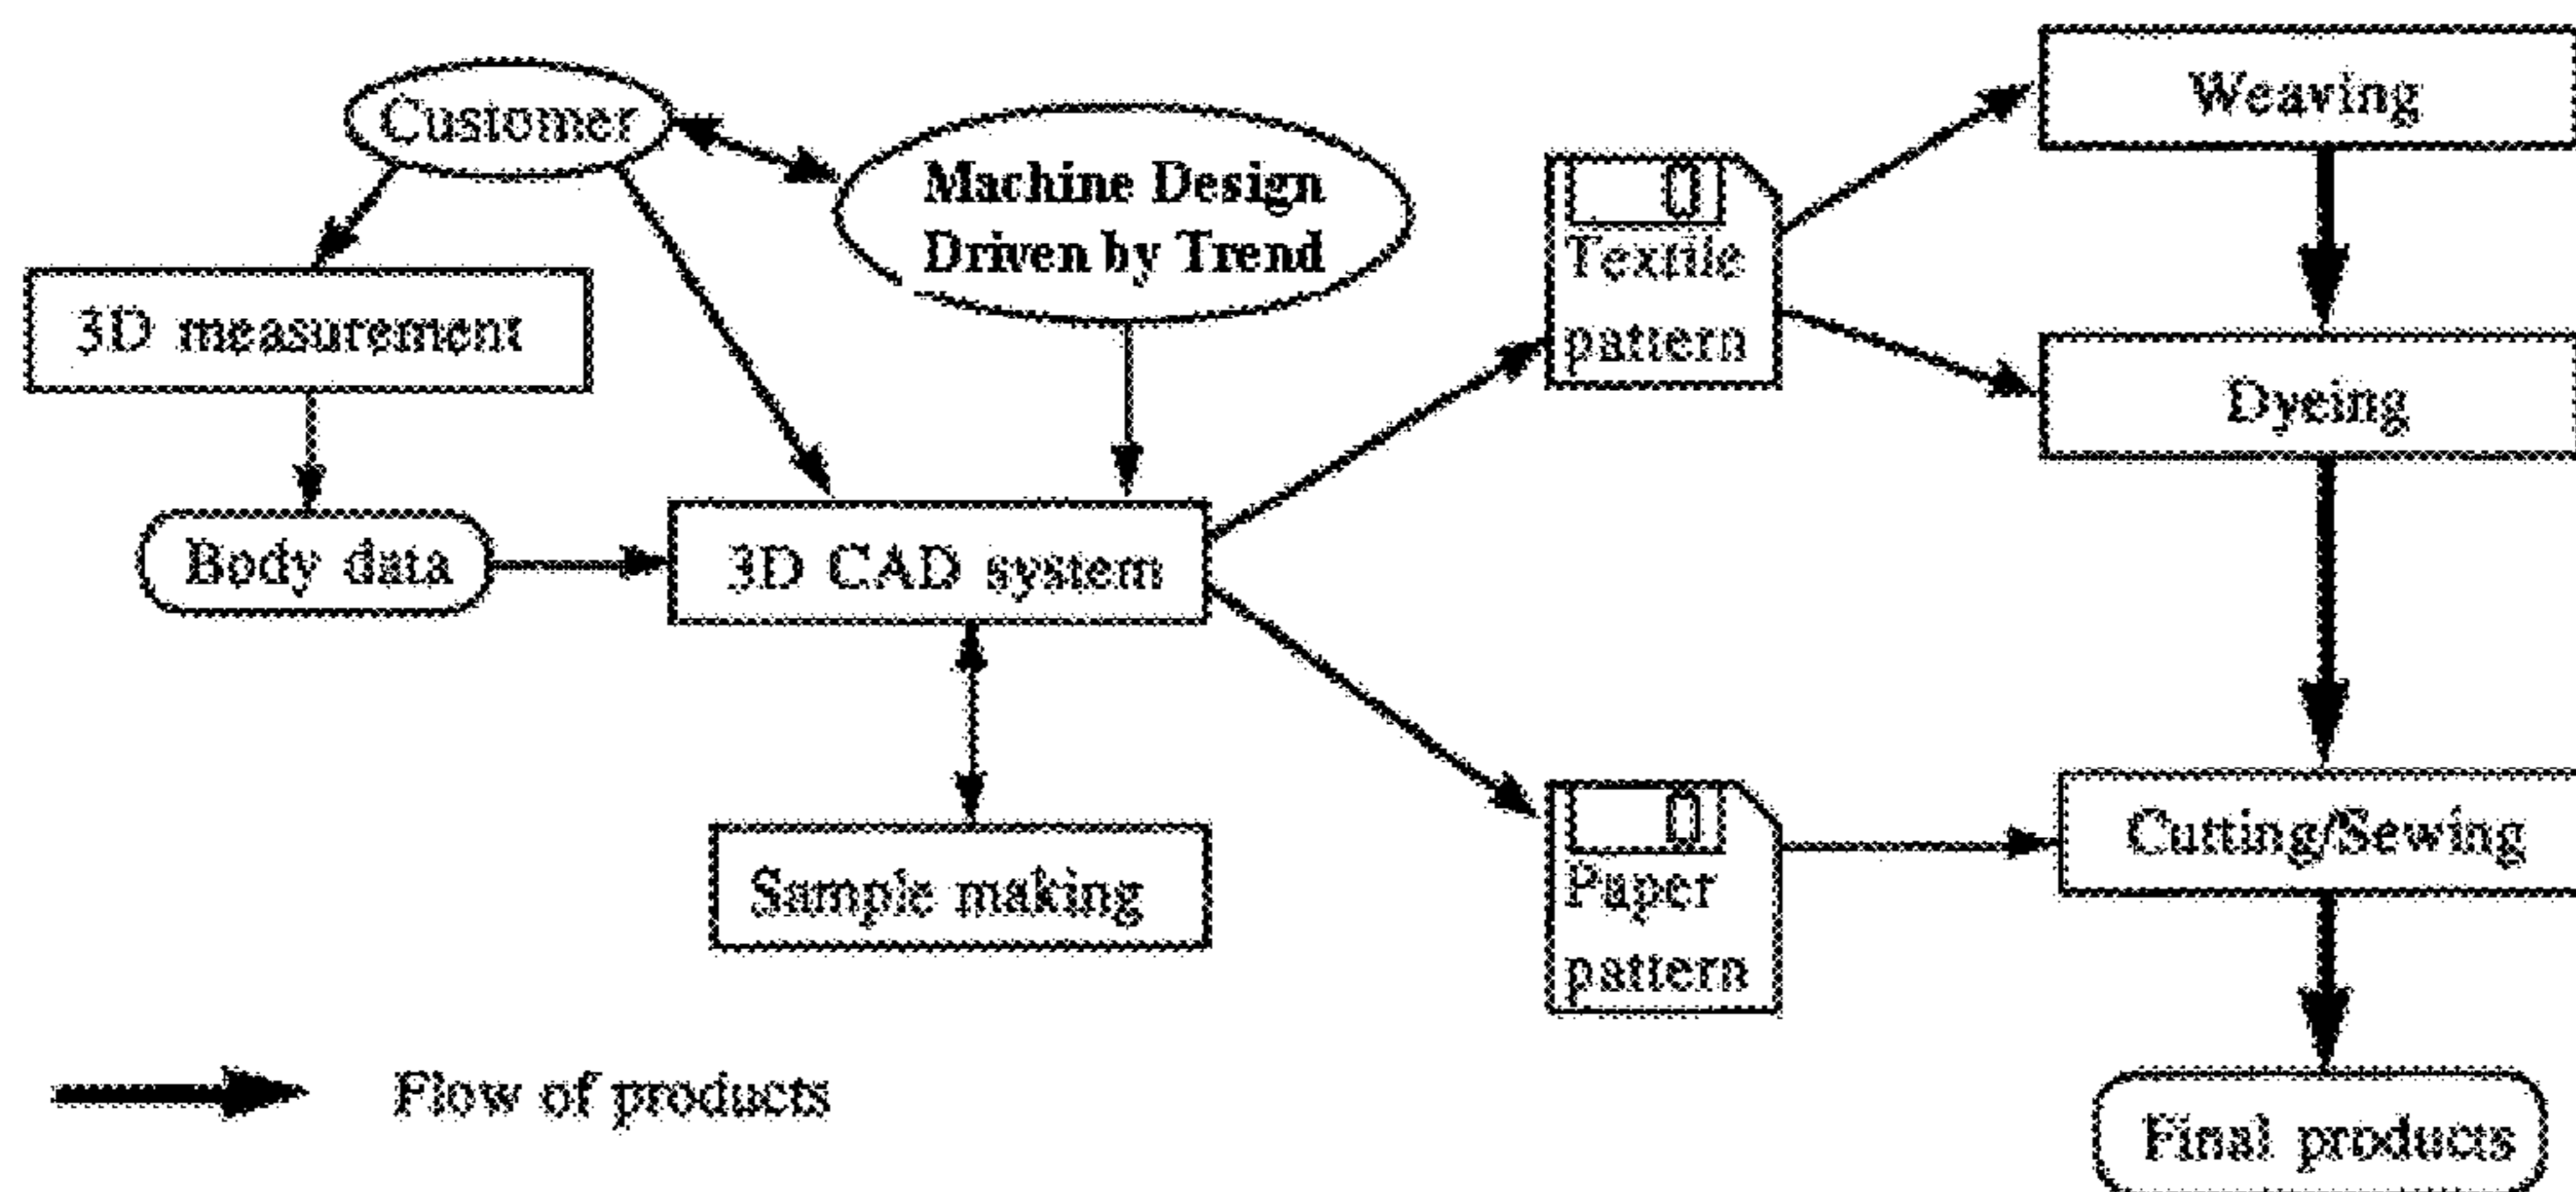 Customer
Machine Design
Driven by Trend
3D measurement
Body data
3D CAD system
Sample making
Textile
pattern
Paper
pattern
Weaving
Dyeing
Cutting/Sewing
Final products
Flow of products